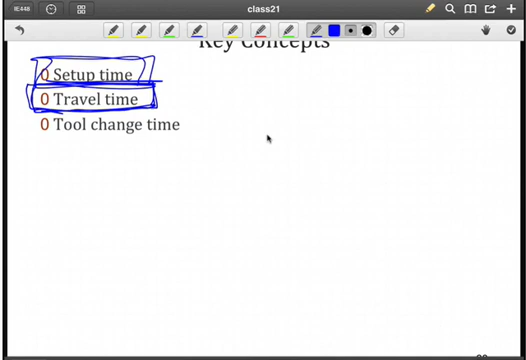 IE448
class21
Key Concepts
0 Setup time
0 Travel time
0 Tool change time